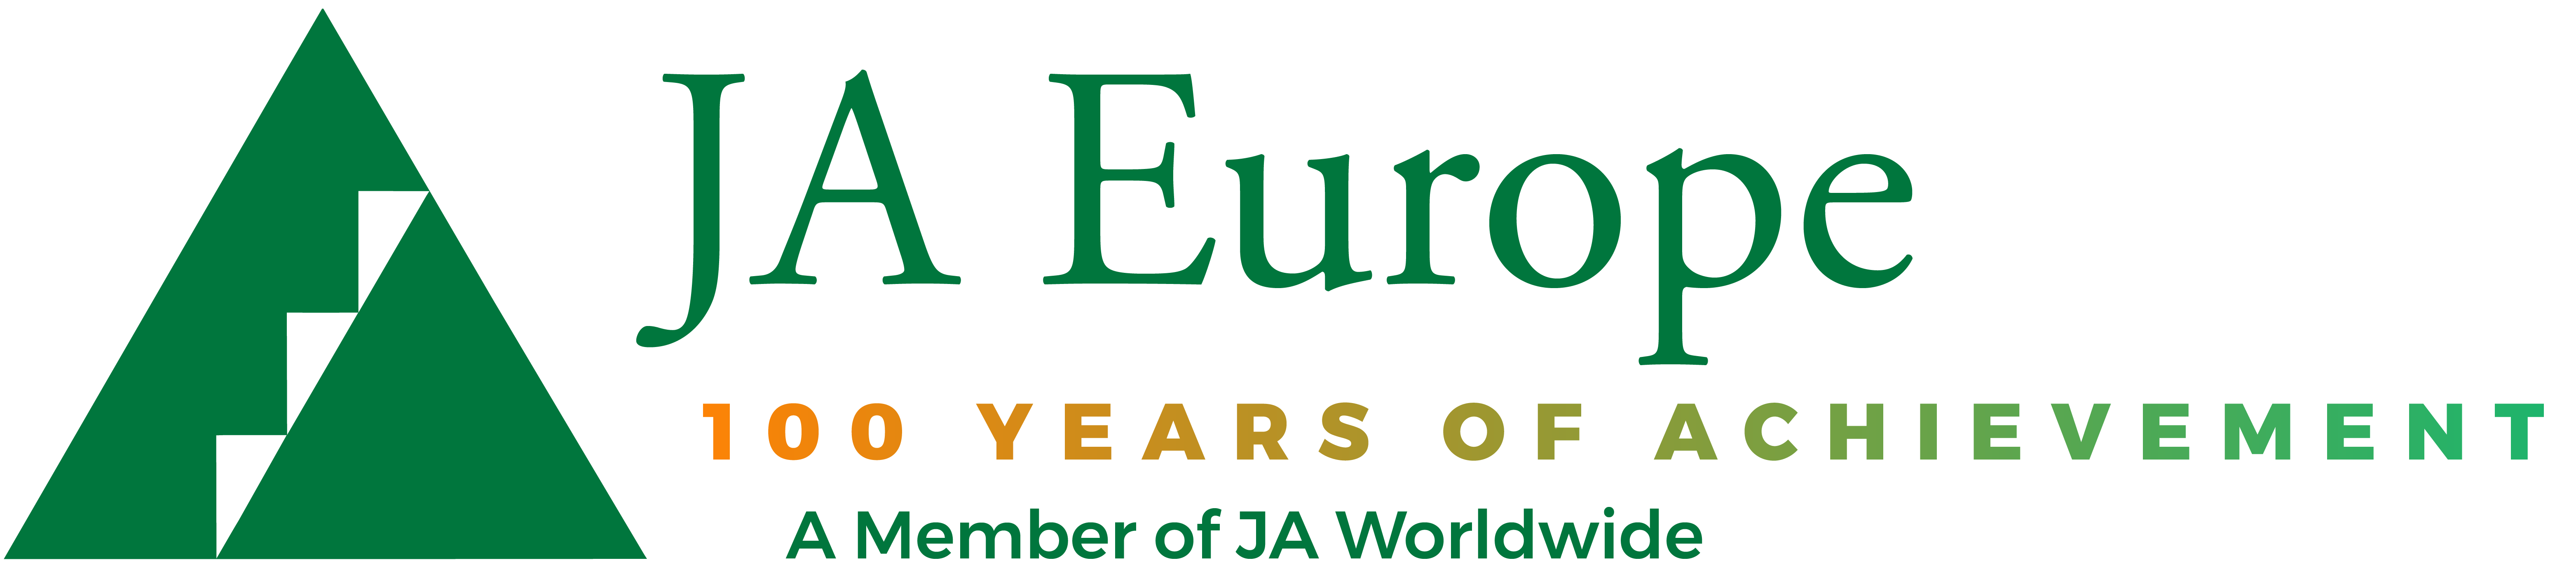 JA Europe
100 YEARS OF ACHIEVEMENT
A Member of JA Worldwide